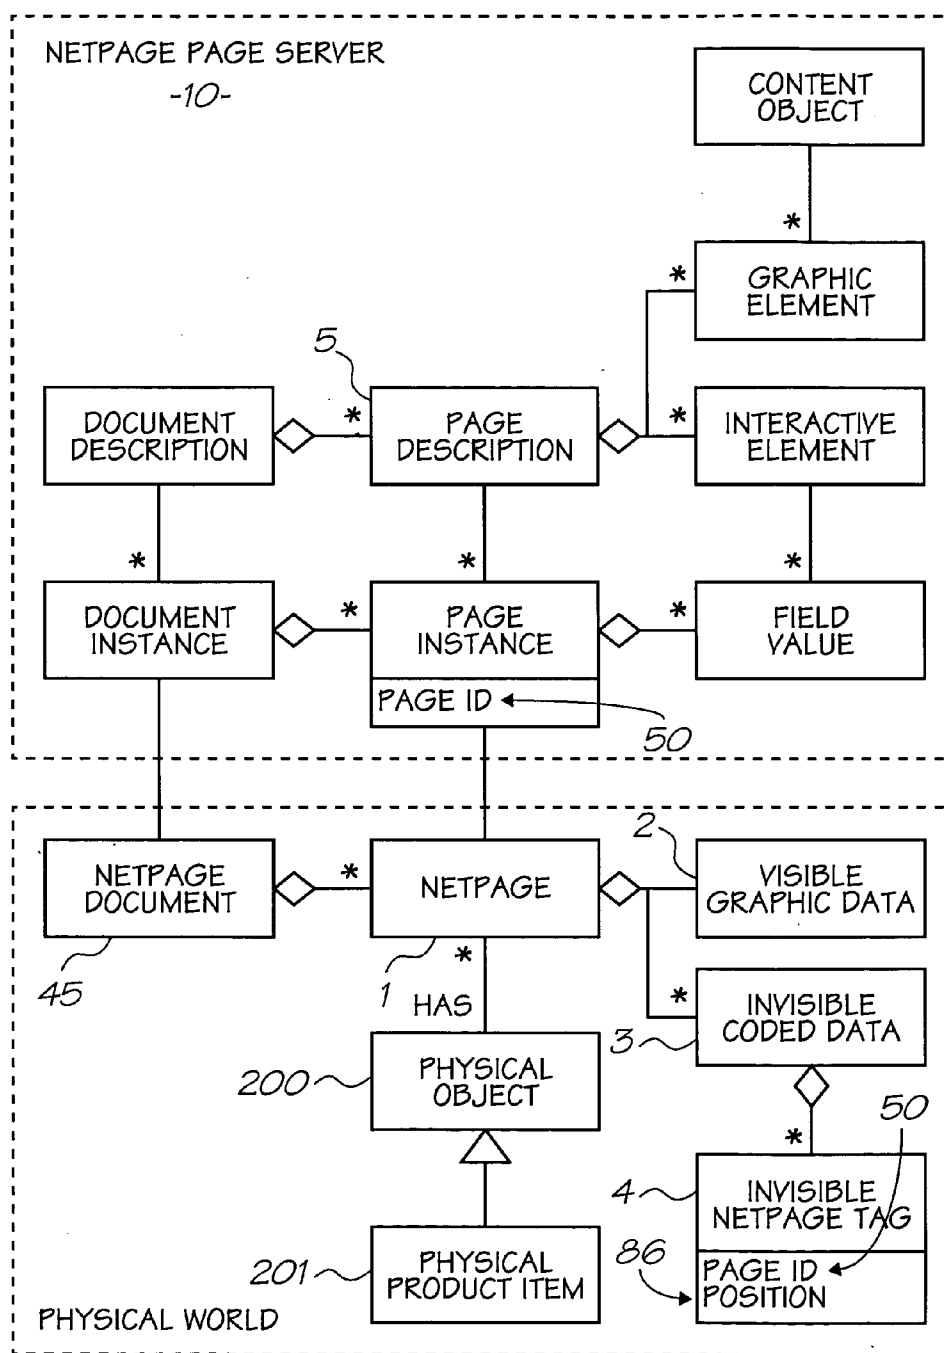 NETPAGE PAGE SERVER
-10-
CONTENT
OBJECT
*
*
GRAPHIC
ELEMENT
5
DOCUMENT
DESCRIPTION
*
PAGE
DESCRIPTION
*
INTERACTIVE
ELEMENT
*
*
*
DOCUMENT
INSTANCE
*
PAGE
INSTANCE
*
FIELD
VALUE
PAGE ID
50
2
NETPAGE
DOCUMENT
*
NETPAGE
VISIBLE
GRAPHIC DATA
45
1
*
HAS
*
INVISIBLE
CODED DATA
3
200
PHYSICAL
OBJECT
50
*
4
INVISIBLE
NETPAGE TAG
201
PHYSICAL
PRODUCT ITEM
86
PAGE ID
POSITION
PHYSICAL WORLD